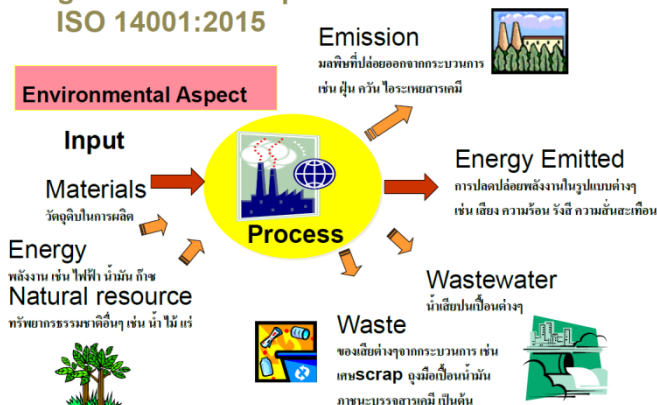 ISO 14001:2015
Environmental Aspect
Input
Materials
วัตถุดิบในการผลิต
Energy
พลังงาน เช่น ไฟฟ้า น้ำมัน ก๊าซ
Natural resource
ทรัพยากรธรรมชาติอื่นๆ เช่น น้ำ ไม้ แร่
Process
Emission
มลพิษที่ปล่อยออกจากกระบวนการ
เช่น ฝุ่น ควัน ไอระเหยสารเคมี
Energy Emitted
การปลดปล่อยพลังงานในรูปแบบต่างๆ
เช่น เสียง ความร้อน รังสี ความสั่นสะเทือน
Wastewater
น้ำเสียปนเปื้อนต่างๆ
Waste
ของเสียต่างๆจากกระบวนการ เช่น
เศษscrap ถุงมือเปื้อนน้ำมัน
ภาชนะบรรจุสารเคมี เป็นต้น